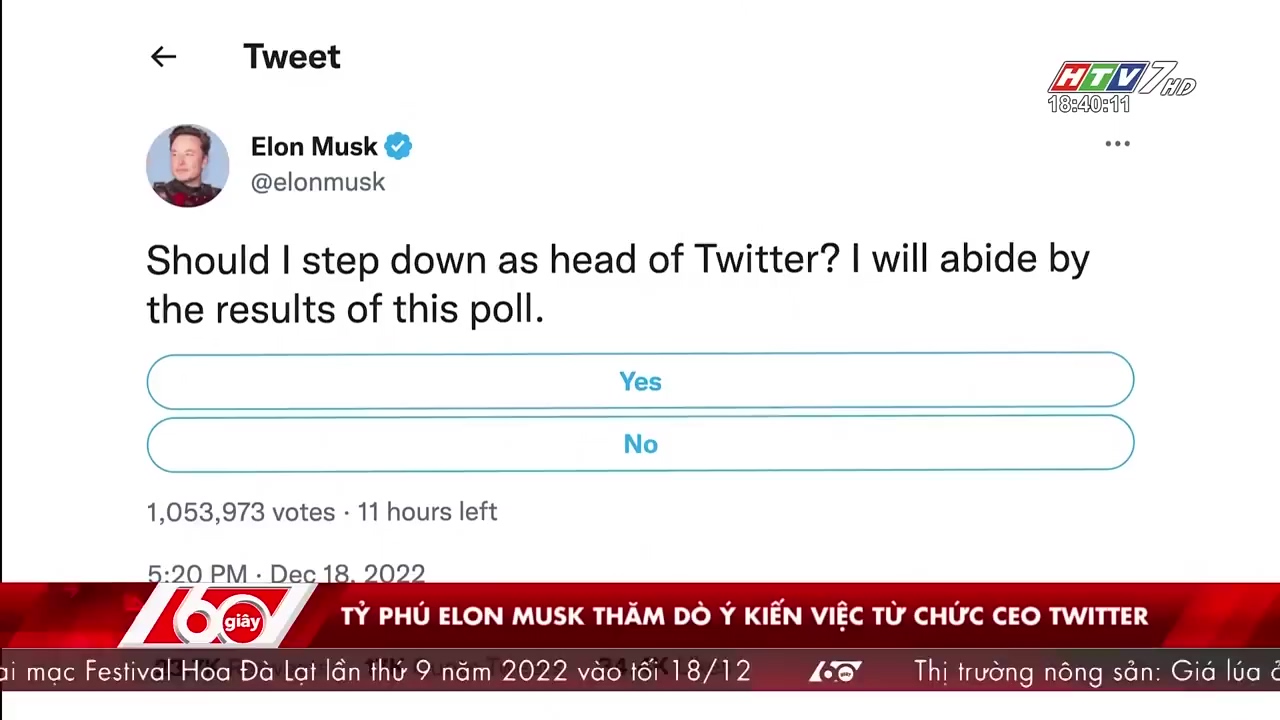 Tweet
HTV7 HD
18:40:11
Elon Musk
@elonmusk
Should I step down as head of Twitter? I will abide by
the results of this poll.
Yes
No
1,053,973 votes · 11 hours left
5:20 PM · Dec 18, 2022
60 giây
TỶ PHÚ ELON MUSK THĂM DÒ Ý KIẾN VIỆC TỪ CHỨC CEO TWITTER
ai mạc Festival Hoa Đà Lạt lần thứ 9 năm 2022 vào tối 18/12 60 giây Thị trường nông sản: Giá lúa